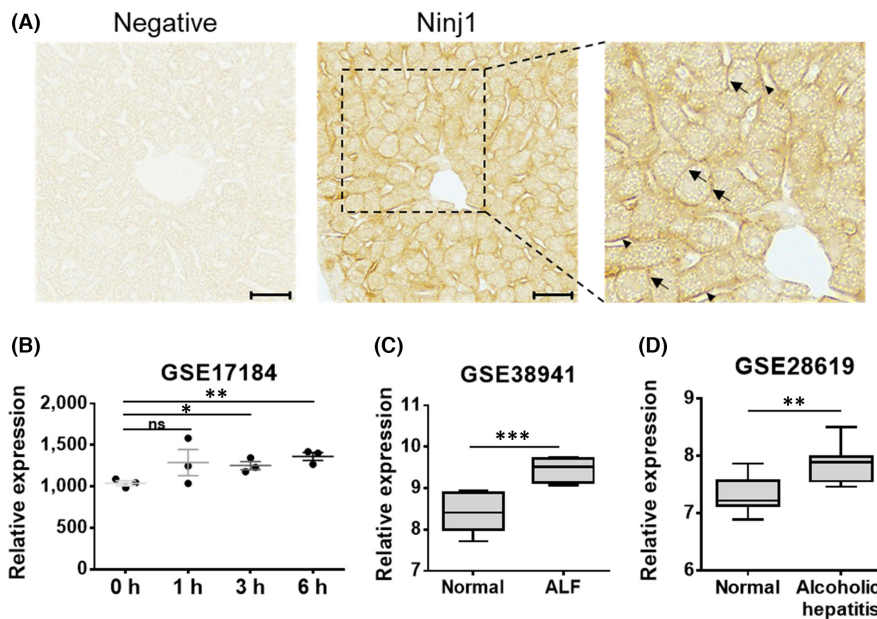 (A)
Negative
Ninj1
(B)
GSE17184
Relative expression
2,000
1,500
1,000
500
0
**
*
ns
0 h 1 h 3 h 6 h
(C)
GSE38941
Relative expression
11
10
9
8
7
***
Normal ALF
(D)
GSE28619
Relative expression
9
8
7
6
**
Normal Alcoholic
hepatitis